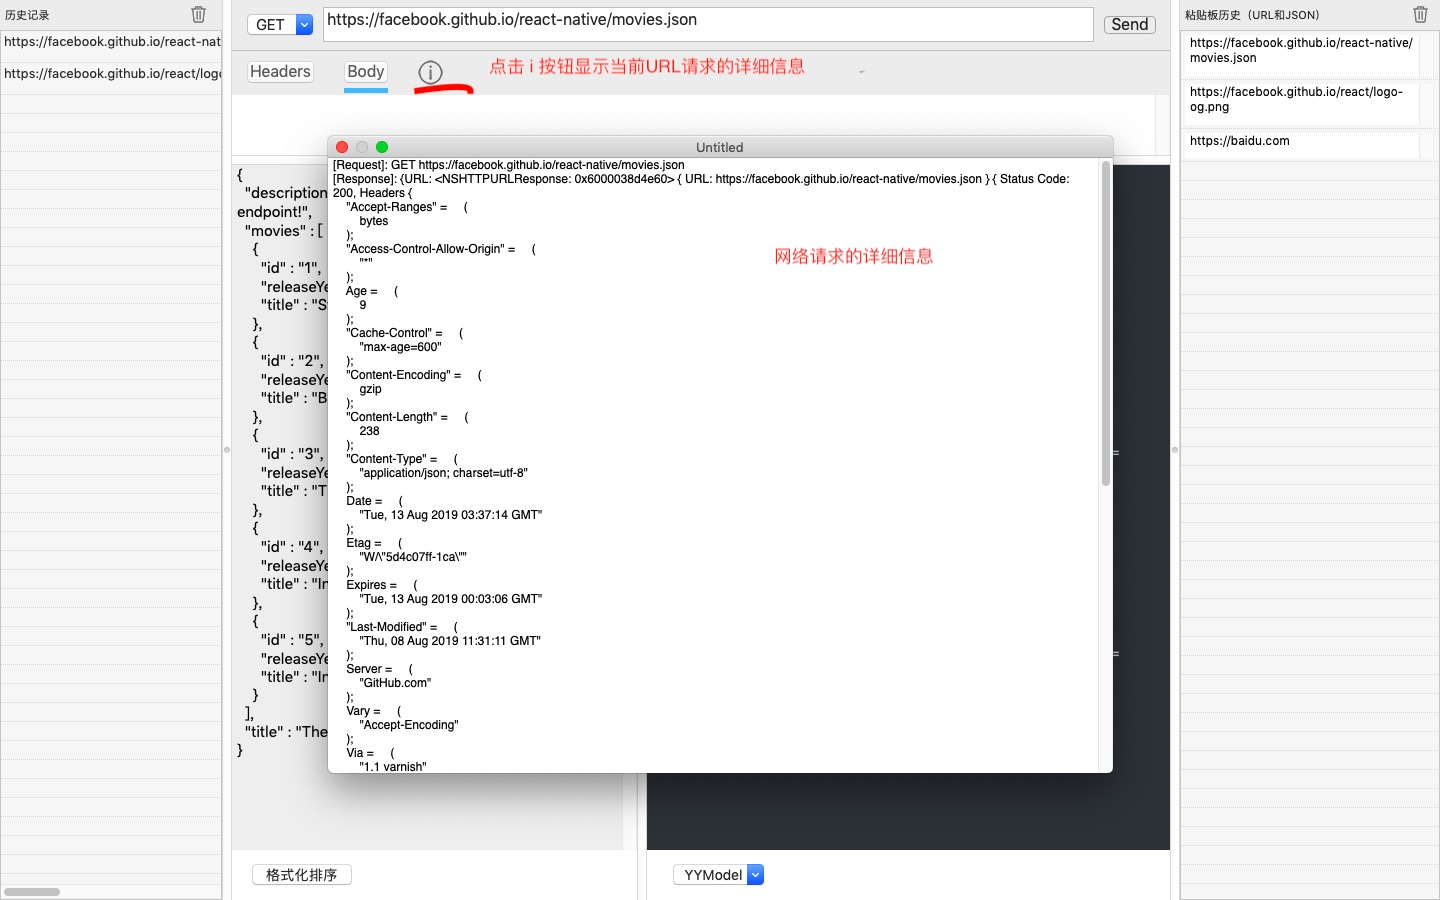 历史记录
https://facebook.github.io/react-nat
https://facebook.github.io/react/logo
GET
https://facebook.github.io/react-native/movies.json
Send
Headers
Body
点击 i 按钮显示当前URL请求的详细信息
粘贴板历史（URL和JSON）
https://facebook.github.io/react-native/
movies.json
https://facebook.github.io/react/logo-
og.png
https://baidu.com
{
"description
endpoint!",
"movies" : [
{
"id" : "1",
"releaseYe
"title" : "S
},
{
"id" : "2",
"releaseYe
"title" : "B
},
{
"id" : "3",
"releaseYe
"title" : "T
},
{
"id" : "4",
"releaseYe
"title" : "In
},
{
"id" : "5",
"releaseYe
"title" : "In
}
],
"title" : "The
}
Untitled
[Request]: GET https://facebook.github.io/react-native/movies.json
[Response]: {URL: <NSHTTPURLResponse: 0x6000038d4e60> { URL: https://facebook.github.io/react-native/movies.json } { Status Code:
200, Headers {
"Accept-Ranges" = (
bytes
);
"Access-Control-Allow-Origin" = (
"*"
);
Age = (
9
);
"Cache-Control" = (
"max-age=600"
);
"Content-Encoding" = (
gzip
);
"Content-Length" = (
238
);
"Content-Type" = (
"application/json; charset=utf-8"
);
Date = (
"Tue, 13 Aug 2019 03:37:14 GMT"
);
Etag = (
"W/\"5d4c07ff-1ca\""
);
Expires = (
"Tue, 13 Aug 2019 00:03:06 GMT"
);
"Last-Modified" = (
"Thu, 08 Aug 2019 11:31:11 GMT"
);
Server = (
"GitHub.com"
);
Vary = (
"Accept-Encoding"
);
Via = (
"1.1 varnish"
网络请求的详细信息
=
=
格式化排序
YYModel